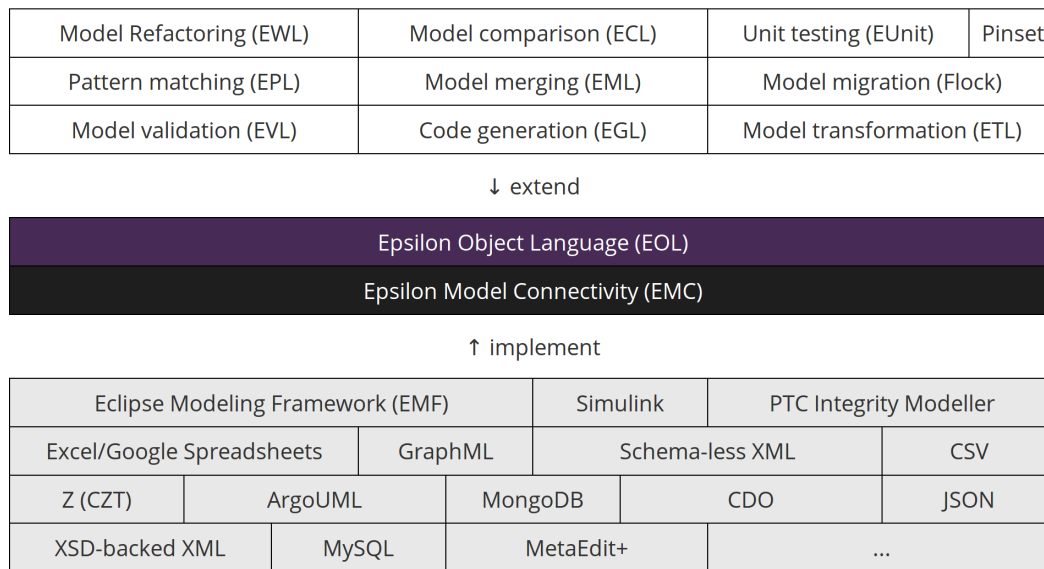 Model Refactoring (EWL) Model comparison (ECL) Unit testing (EUnit) Pinset
Pattern matching (EPL) Model merging (EML) Model migration (Flock)
Model validation (EVL) Code generation (EGL) Model transformation (ETL)
↓ extend
Epsilon Object Language (EOL)
Epsilon Model Connectivity (EMC)
↑ implement
Eclipse Modeling Framework (EMF) Simulink PTC Integrity Modeller
Excel/Google Spreadsheets GraphML Schema-less XML CSV
Z (CZT) ArgoUML MongoDB CDO JSON
XSD-backed XML MySQL MetaEdit+ ...